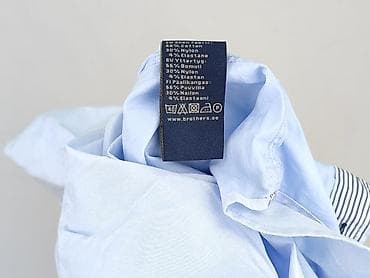 66% Cotton
30% Nylon
4% Elastane
SV Yttertyg:
66% Bomull
30% Nylon
4% Elastan
FI Päälikangas:
66% Puuvilla
30% Nailon
4% Elastaani
www.brothers.se